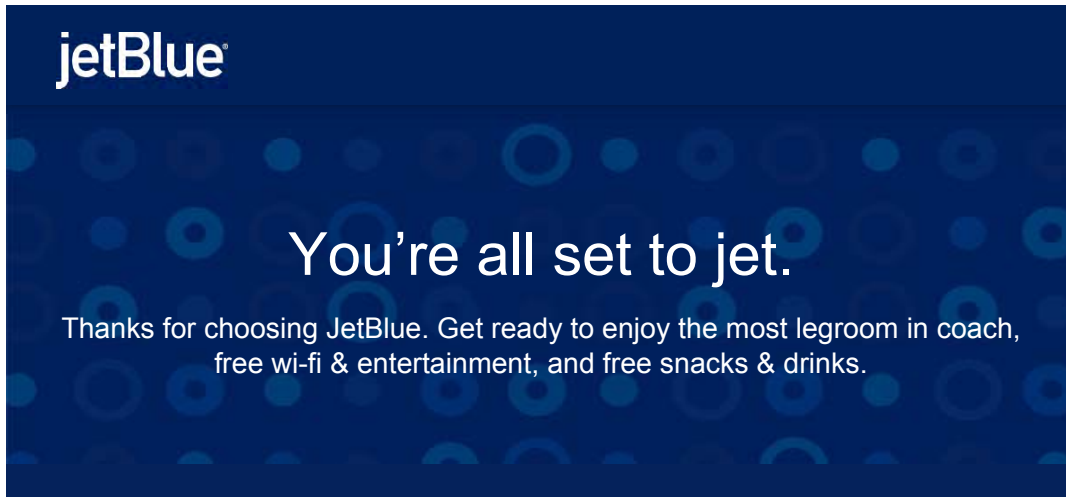 jetBlue®
You’re all set to jet.
Thanks for choosing JetBlue. Get ready to enjoy the most legroom in coach,
free wi-fi & entertainment, and free snacks & drinks.